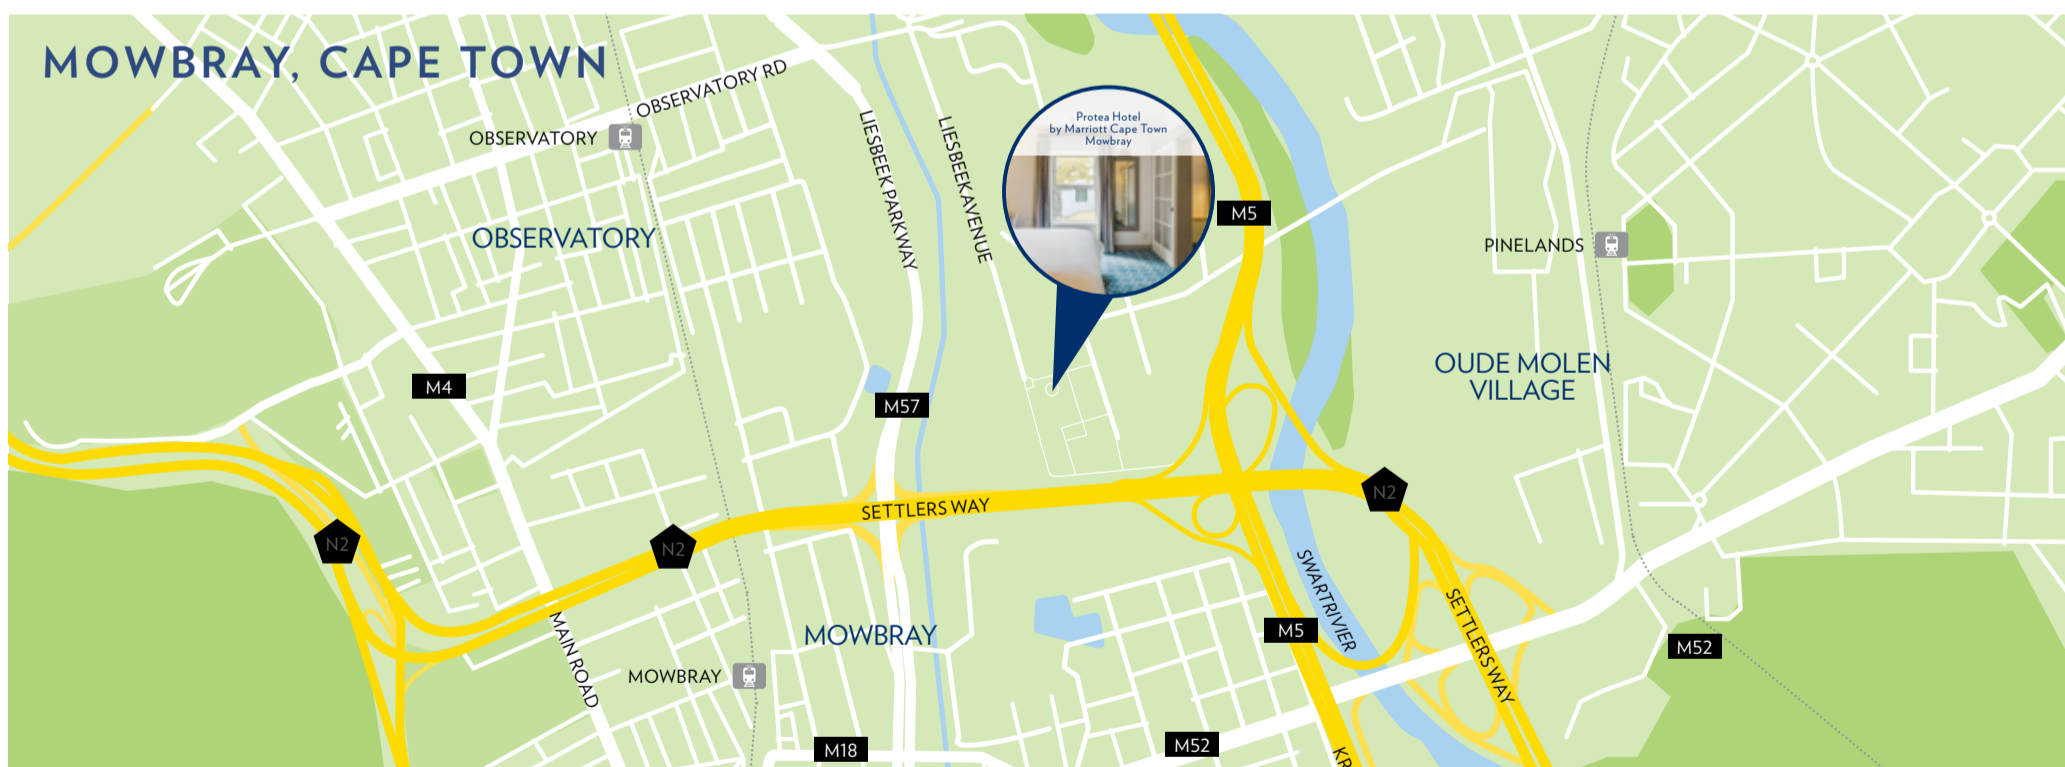 MOWBRAY, CAPE TOWN
OBSERVATORY RD
OBSERVATORY
LIESBEEK PARKWAY
LIESBEEK AVENUE
Protea Hotel
by Marriott Cape Town
Mowbray
M5
OBSERVATORY
PINELANDS
OUDE MOLEN
VILLAGE
M4
M57
SETTLERS WAY
N2
N2
N2
SWARTRIVIER
SETTLERS WAY
MAIN ROAD
MOWBRAY
M5
M52
MOWBRAY
M18
M52
KR